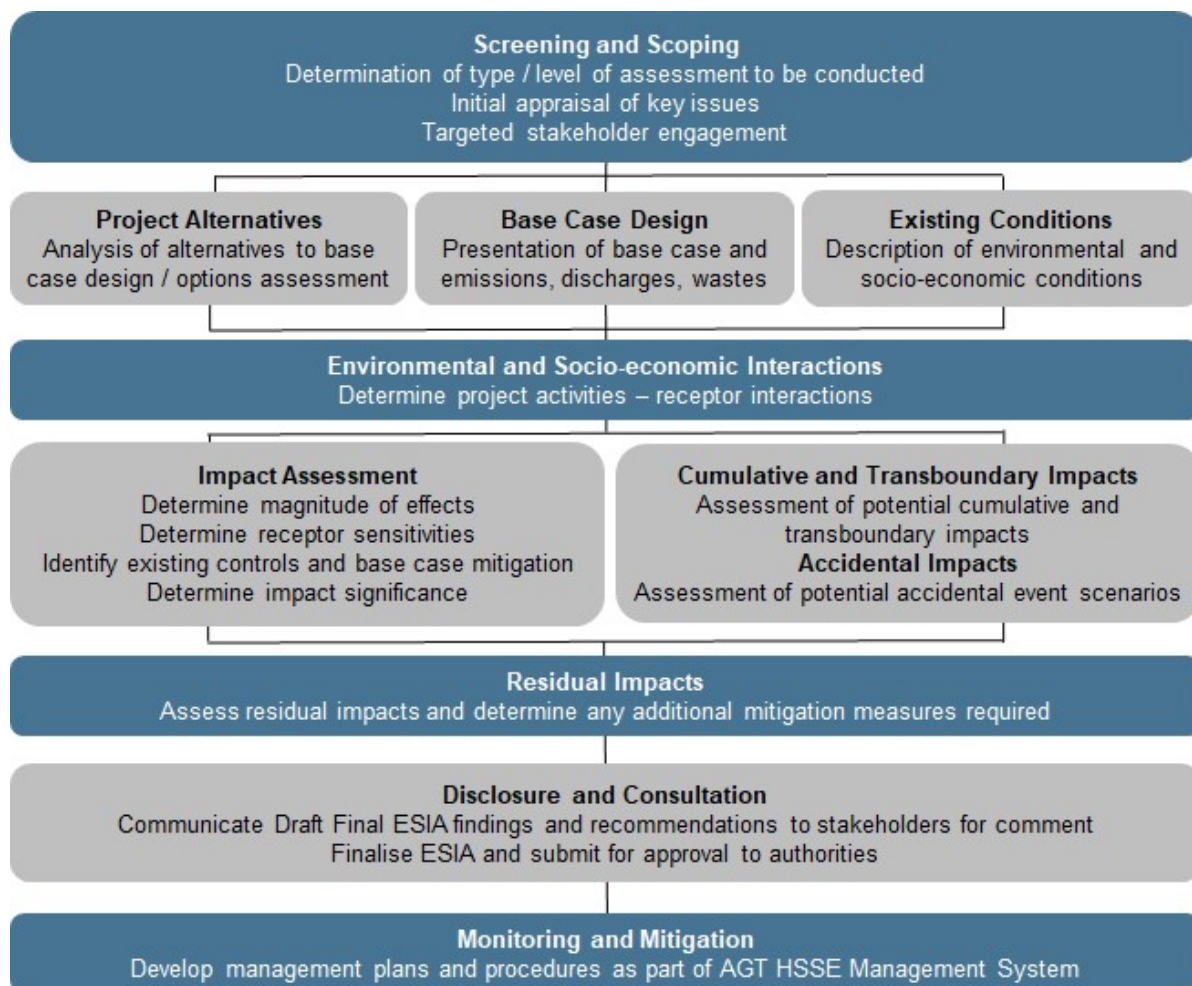 Screening and Scoping
Determination of type / level of assessment to be conducted
Initial appraisal of key issues
Targeted stakeholder engagement
Project Alternatives
Analysis of alternatives to base
case design / options assessment
Base Case Design
Presentation of base case and
emissions, discharges, wastes
Existing Conditions
Description of environmental and
socio-economic conditions
Environmental and Socio-economic Interactions
Determine project activities – receptor interactions
Impact Assessment
Determine magnitude of effects
Determine receptor sensitivities
Identify existing controls and base case mitigation
Determine impact significance
Cumulative and Transboundary Impacts
Assessment of potential cumulative and
transboundary impacts
Accidental Impacts
Assessment of potential accidental event scenarios
Residual Impacts
Assess residual impacts and determine any additional mitigation measures required
Disclosure and Consultation
Communicate Draft Final ESIA findings and recommendations to stakeholders for comment
Finalise ESIA and submit for approval to authorities
Monitoring and Mitigation
Develop management plans and procedures as part of AGT HSSE Management System